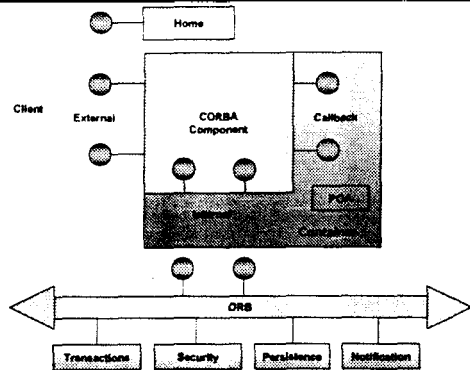 Home
Client
External
CORBA
Component
Callback
POA
Internal
Container
ORB
Transactions
Security
Persistence
Notification